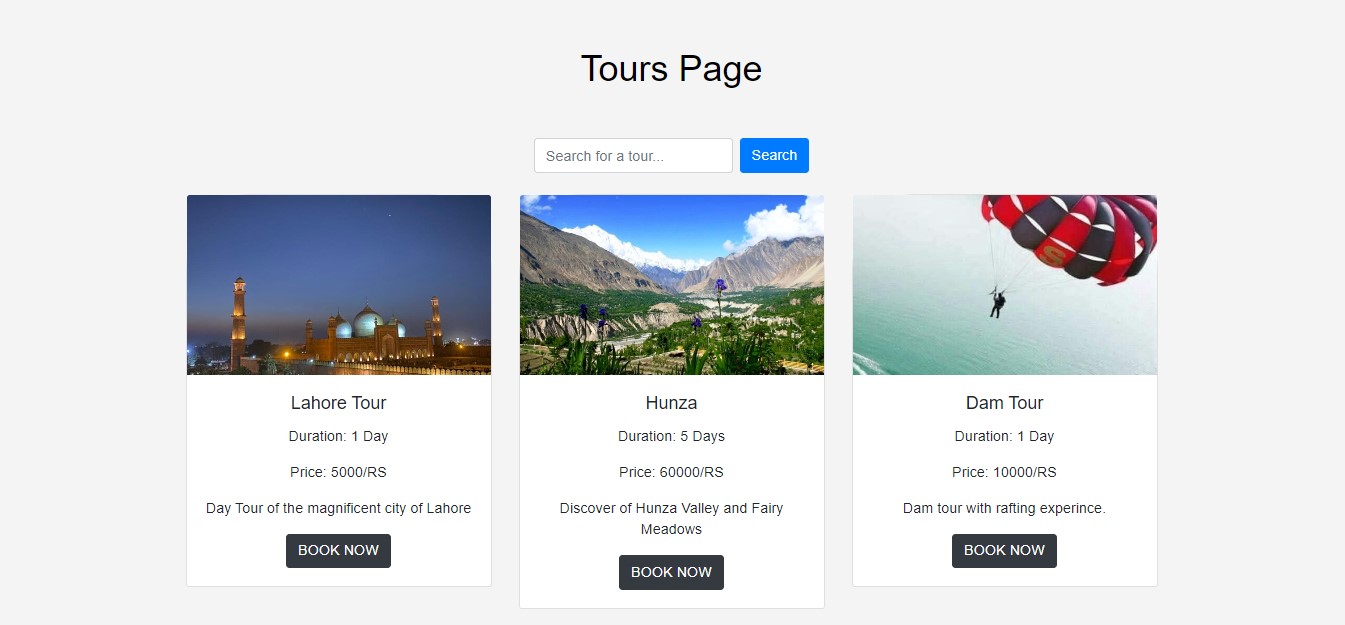 Tours Page
Search for a tour...
Search
Lahore Tour
Duration: 1 Day
Price: 5000/RS
Day Tour of the magnificent city of Lahore
BOOK NOW
Hunza
Duration: 5 Days
Price: 60000/RS
Discover of Hunza Valley and Fairy
Meadows
BOOK NOW
S
Dam Tour
Duration: 1 Day
Price: 10000/RS
Dam tour with rafting experince.
BOOK NOW